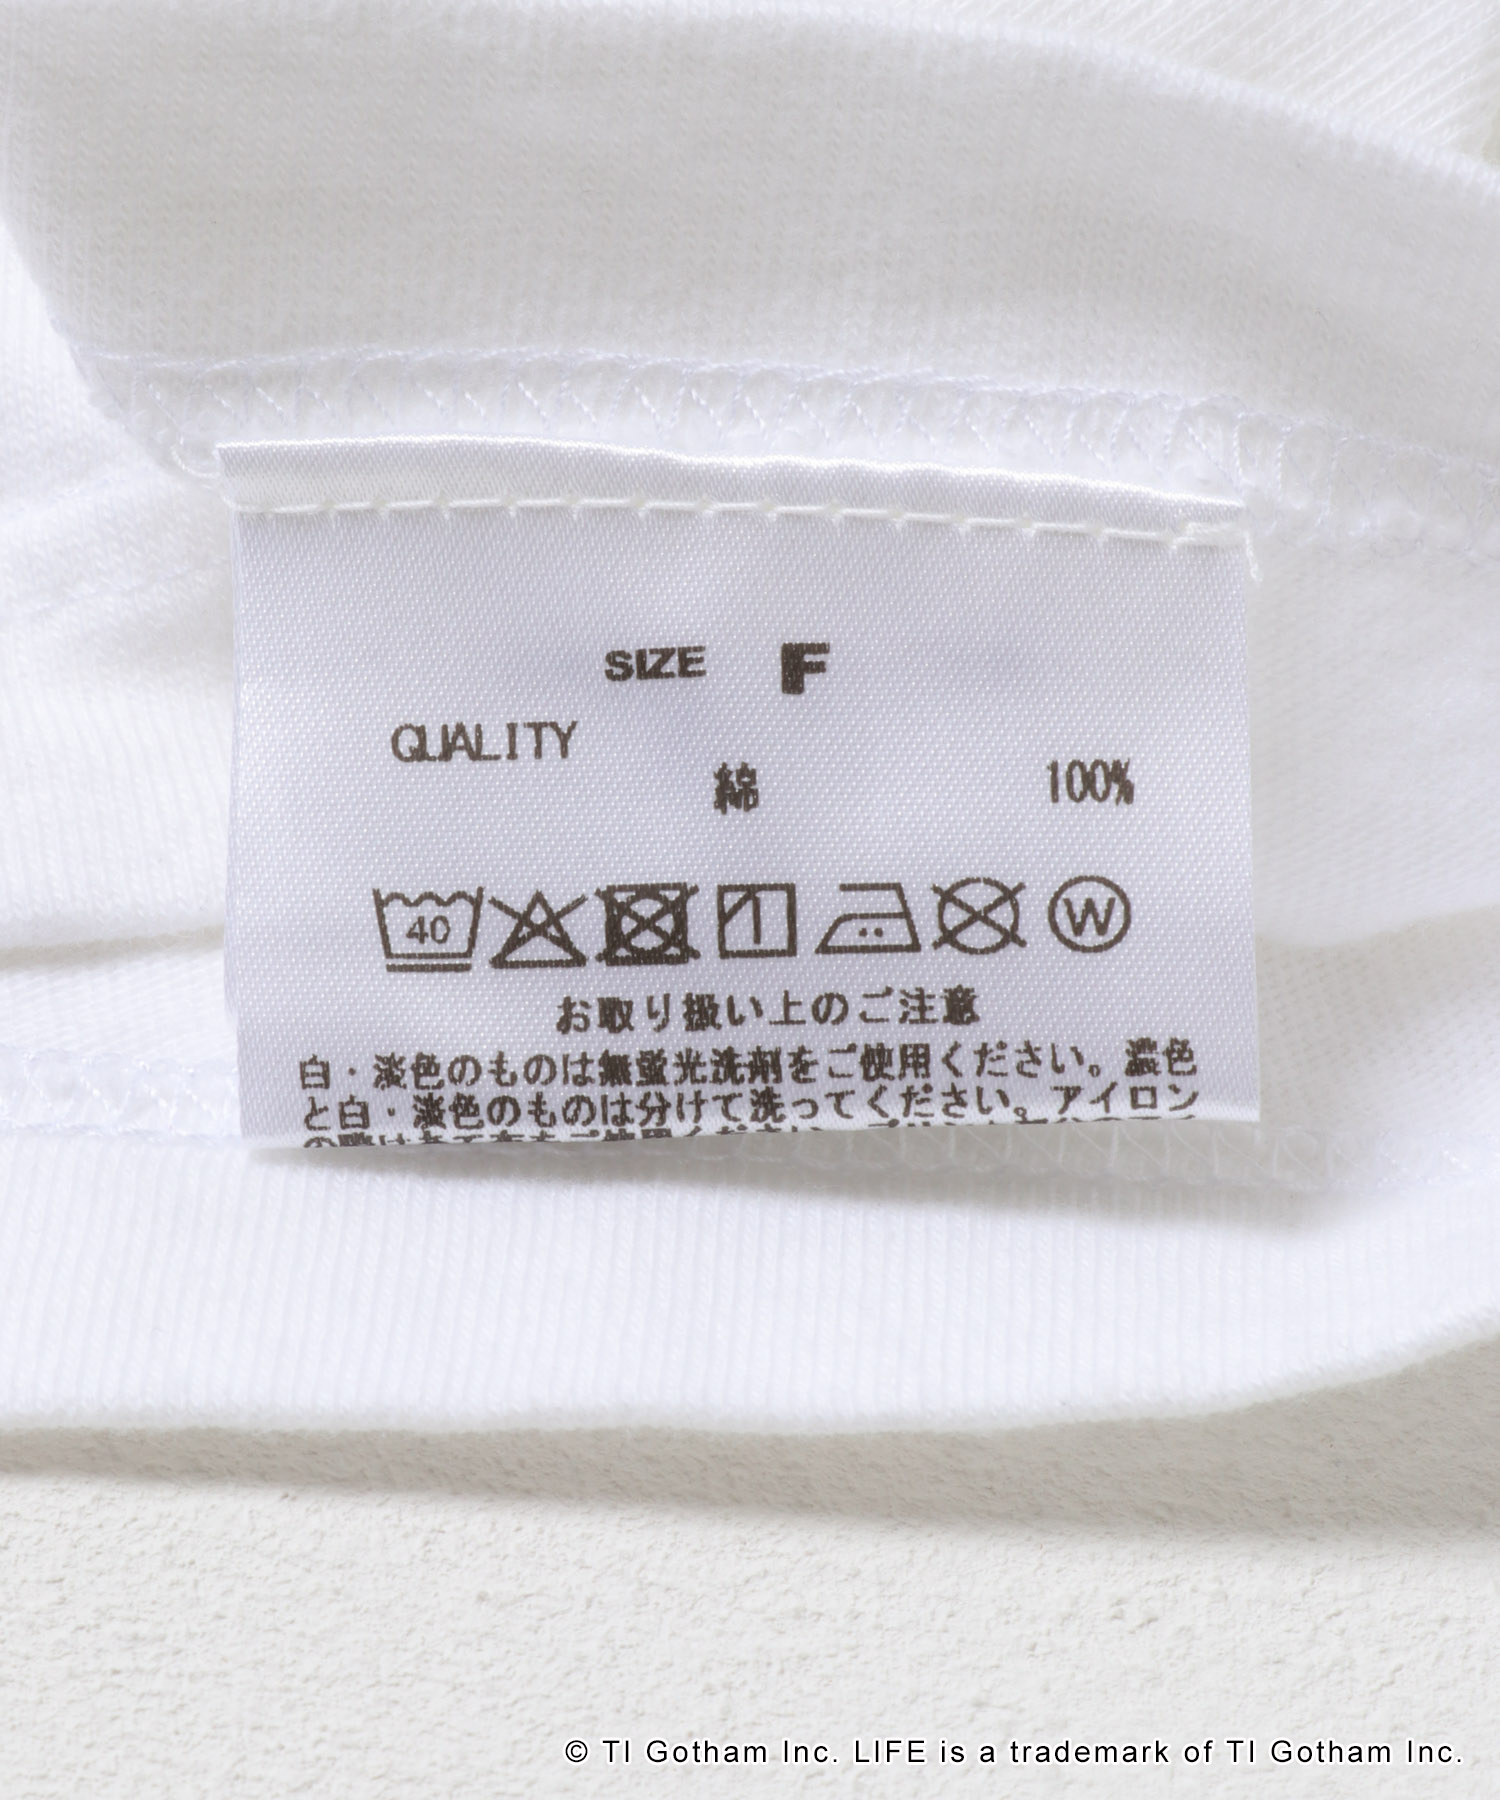 SIZE F
QUALITY
綿 100%
40
W
お取り扱い上のご注意
白・淡色のものは無蛍光洗剤をご使用ください。濃色
と白・淡色のものは分けて洗ってください。アイロン
© TI Gotham Inc. LIFE is a trademark of TI Gotham Inc.